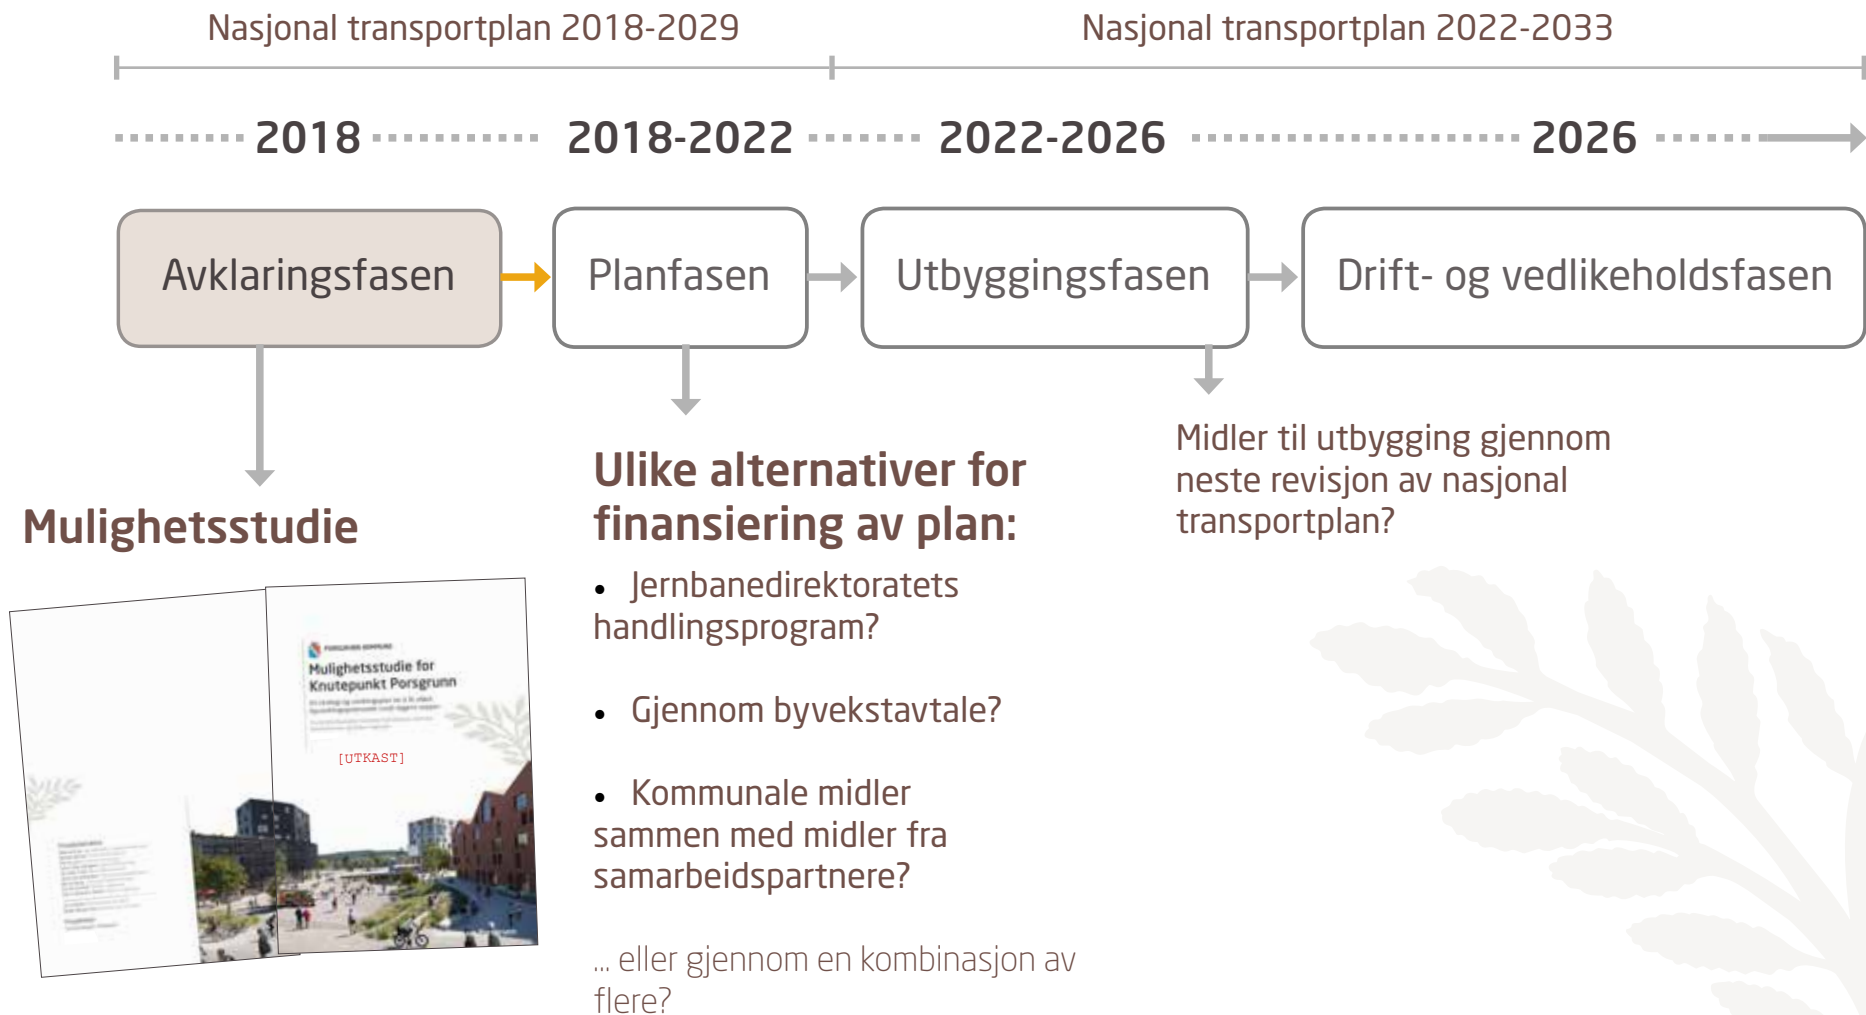 Nasjonal transportplan 2018-2029
Nasjonal transportplan 2022-2033
2018
2018-2022
2022-2026
2026
Avklaringsfasen
Planfasen
Utbyggingsfasen
Drift- og vedlikeholdsfasen
Mulighetsstudie
PORSGRUNN KOMMUNE
Mulighetsstudie for
Knutepunkt Porsgrunn
[UTKAST]
Ulike alternativer for
finansiering av plan:
• Jernbanedirektoratets
handlingsprogram?
• Gjennom byvekstavtale?
• Kommunale midler
sammen med midler fra
samarbeidspartnere?
... eller gjennom en kombinasjon av
flere?
Midler til utbygging gjennom
neste revisjon av nasjonal
transportplan?